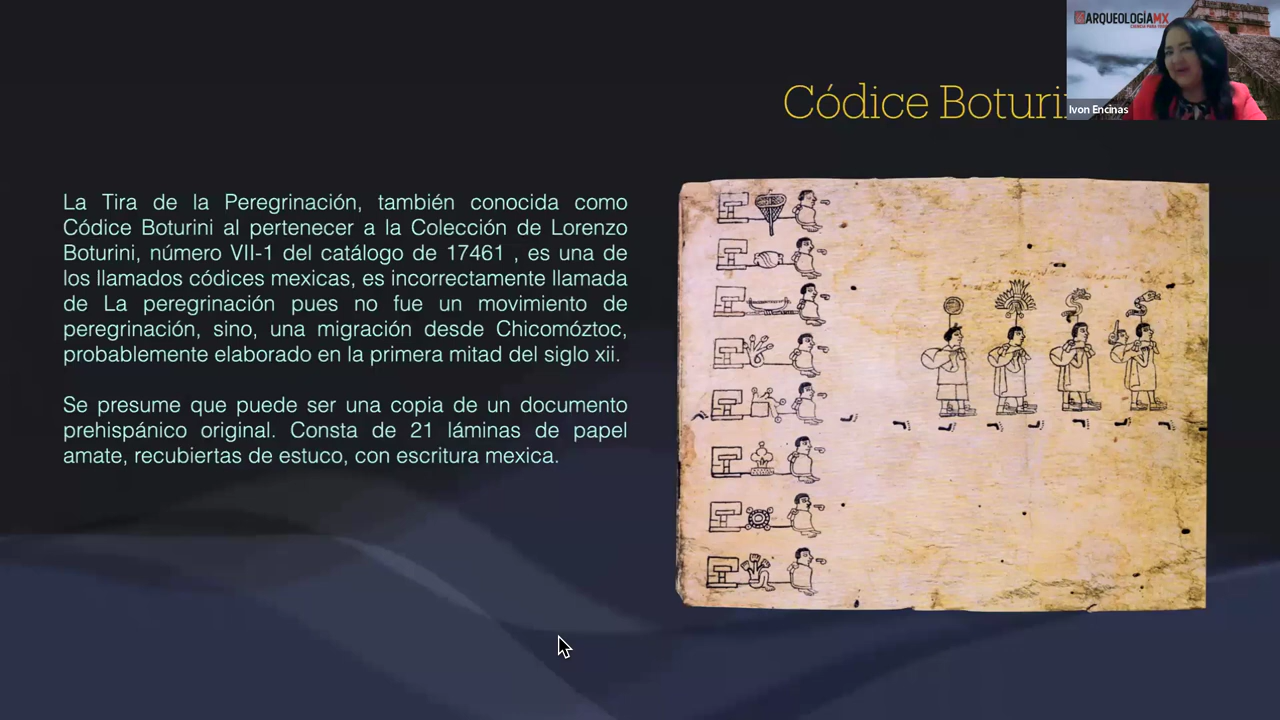 ARQUEOLOGÍAMX
CIENCIA PARA TODOS
Ivon Encinas
Códice Boturi
La Tira de la Peregrinación, también conocida como
Códice Boturini al pertenecer a la Colección de Lorenzo
Boturini, número VII-1 del catálogo de 17461 , es una de
los llamados códices mexicas, es incorrectamente llamada
de La peregrinación pues no fue un movimiento de
peregrinación, sino, una migración desde Chicomóztoc,
probablemente elaborado en la primera mitad del siglo xii.
Se presume que puede ser una copia de un documento
prehispánico original. Consta de 21 láminas de papel
amate, recubiertas de estuco, con escritura mexica.